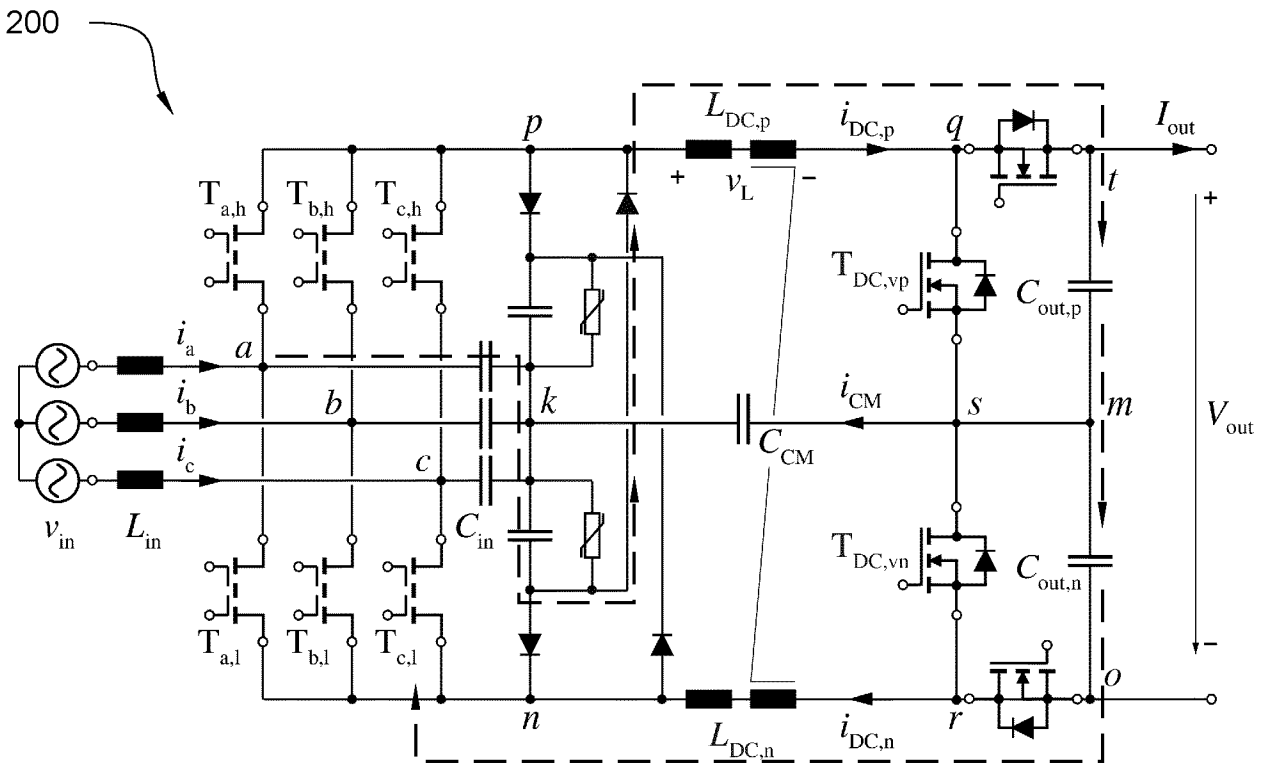 200
p
L_DC,p
i_DC,p
q
I_out
T_a,h
T_b,h
T_c,h
+
v_L
−
t
+
T_DC,vp
C_out,p
i_a
a
i_b
b
k
i_CM
s
m
V_out
i_c
c
C_CM
v_in
L_in
C_in
T_DC,vn
C_out,n
T_a,l
T_b,l
T_c,l
−
n
L_DC,n
i_DC,n
r
o